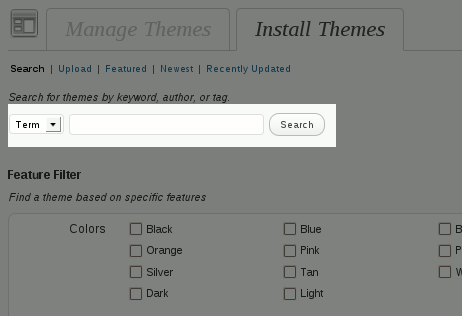 Manage Themes Install Themes
Search | Upload | Featured | Newest | Recently Updated
Search for themes by keyword, author, or tag.
Term Search
Feature Filter
Find a theme based on specific features
Colors Black Blue B
Orange Pink P
Silver Tan W
Dark Light